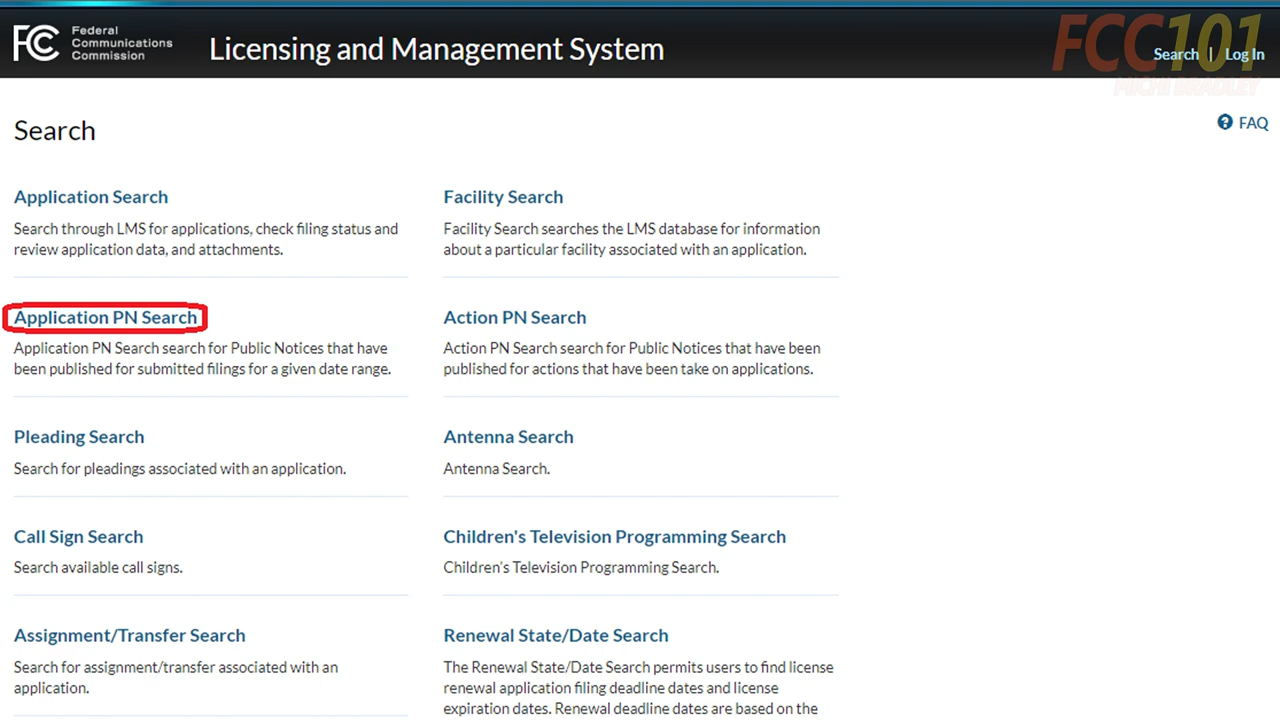 FCC Federal
Communications
Commission
Licensing and Management System
FCC101
Search | Log In
MICHI BRADLEY
Search
FAQ
Application Search
Search through LMS for applications, check filing status and
review application data, and attachments.
Facility Search
Facility Search searches the LMS database for information
about a particular facility associated with an application.
Application PN Search
Application PN Search search for Public Notices that have
been published for submitted filings for a given date range.
Action PN Search
Action PN Search search for Public Notices that have been
published for actions that have been take on applications.
Pleading Search
Search for pleadings associated with an application.
Antenna Search
Antenna Search.
Call Sign Search
Search available call signs.
Children's Television Programming Search
Children's Television Programming Search.
Assignment/Transfer Search
Search for assignment/transfer associated with an
application.
Renewal State/Date Search
The Renewal State/Date Search permits users to find license
renewal application filing deadline dates and license
expiration dates. Renewal deadline dates are based on the